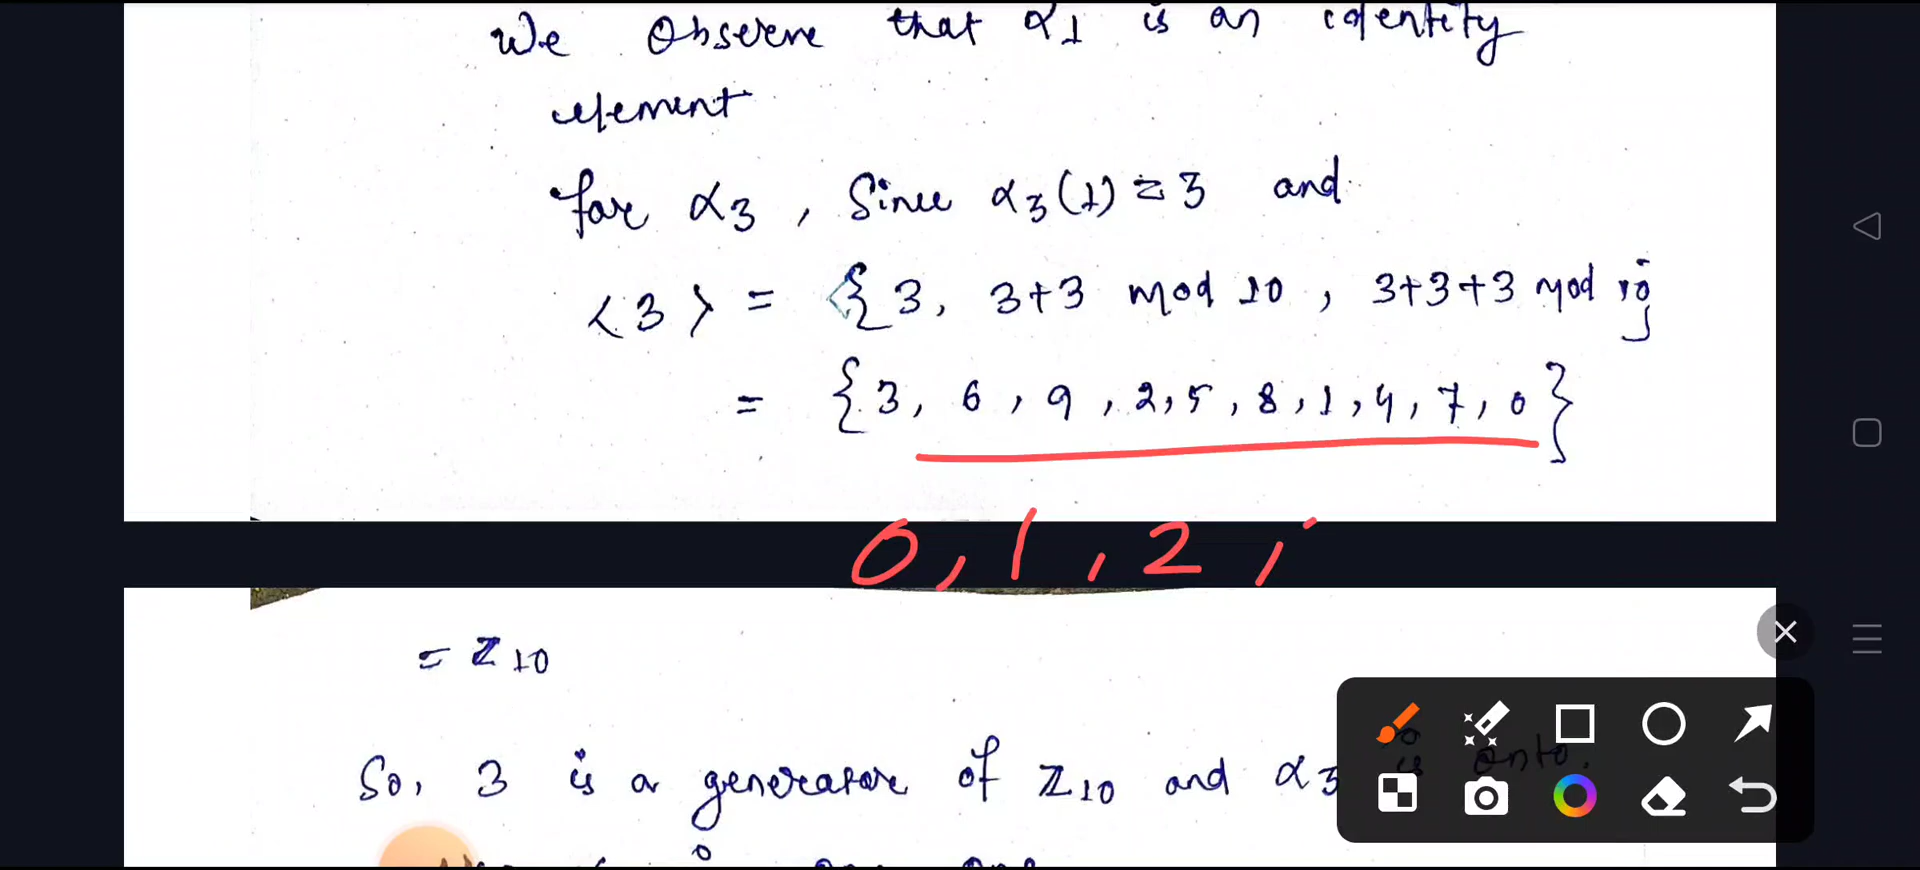 We Observe that α1 is an identity
element
for α3 , Since α3(1) = 3 and
<3> = { 3, 3+3 mod 10 , 3+3+3 mod 10 }
= { 3, 6 , 9 , 2, 5 , 8 , 1 , 4 , 7 , 0 }
0 , 1 , 2 ,
= Z10
So, 3 is a generator of Z10 and α3 is onto.